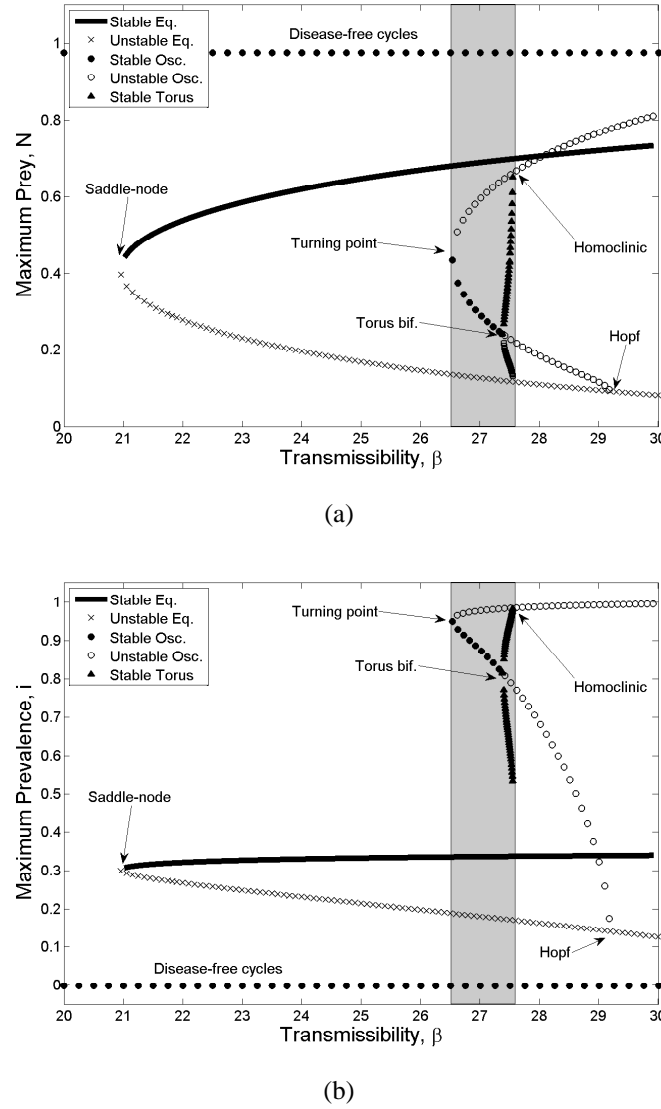 Stable Eq.
Unstable Eq.
Stable Osc.
Unstable Osc.
Stable Torus
Disease-free cycles
Saddle-node
Turning point
Torus bif.
Homoclinic
Hopf
Maximum Prey, N
1
0.8
0.6
0.4
0.2
0
20 21 22 23 24 25 26 27 28 29 30
Transmissibility, β
(a)
Stable Eq.
Unstable Eq.
Stable Osc.
Unstable Osc.
Stable Torus
Turning point
Torus bif.
Homoclinic
Saddle-node
Hopf
Disease-free cycles
Maximum Prevalence, i
1
0.9
0.8
0.7
0.6
0.5
0.4
0.3
0.2
0.1
0
20 21 22 23 24 25 26 27 28 29 30
Transmissibility, β
(b)